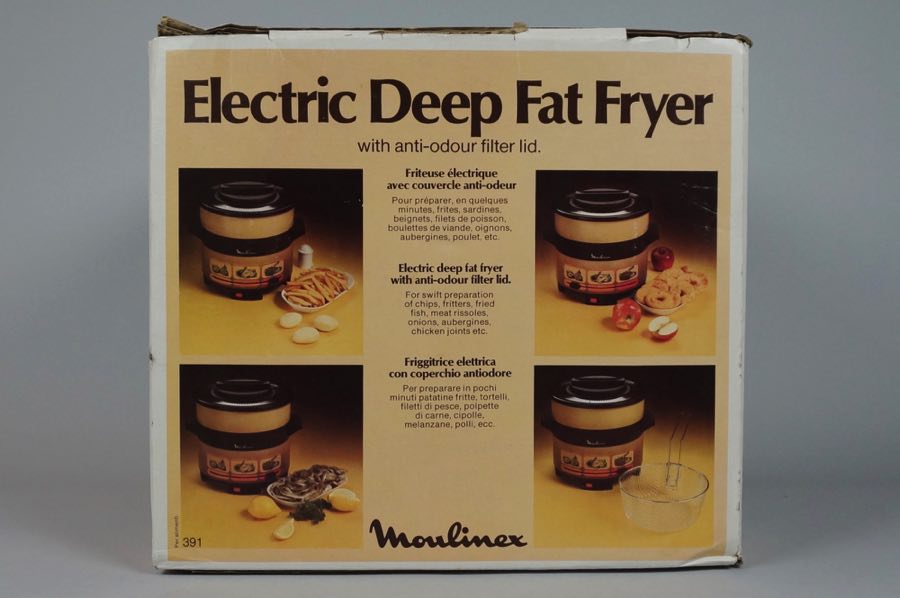 Electric Deep Fat Fryer
with anti-odour filter lid.
Friteuse électrique
avec couvercle anti-odeur
Pour préparer, en quelques
minutes, frites, sardines,
beignets, filets de poisson,
boulettes de viande, oignons,
aubergines, poulet, etc.
Electric deep fat fryer
with anti-odour filter lid.
For swift preparation
of chips, fritters, fried
fish, meat rissoles,
onions, aubergines,
chicken joints etc.
Friggitrice elettrica
con coperchio antiodore
Per preparare in pochi
minuti patatine fritte, tortelli,
filetti di pesce, polpette
di carne, cipolle,
melanzane, polli, ecc.
Moulinex
Per alimenti
391